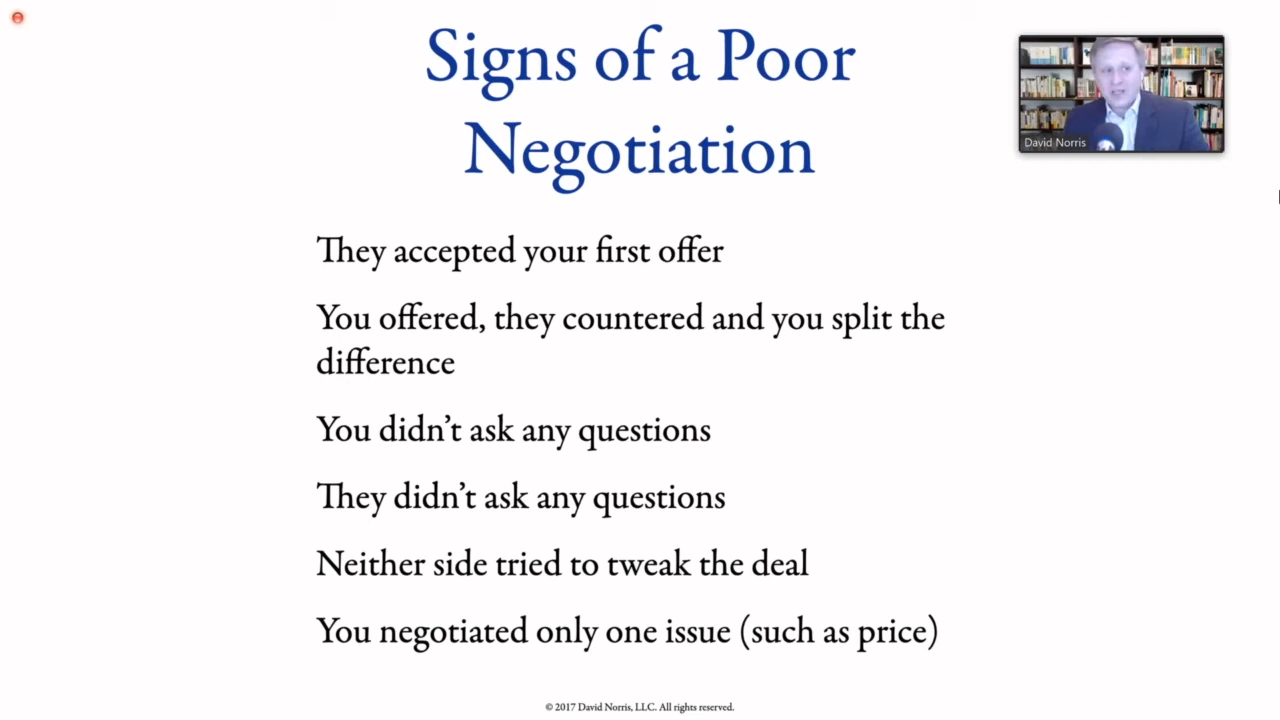 Signs of a Poor
Negotiation
David Norris
They accepted your first offer
You offered, they countered and you split the
difference
You didn’t ask any questions
They didn’t ask any questions
Neither side tried to tweak the deal
You negotiated only one issue (such as price)
© 2017 David Norris, LLC. All rights reserved.